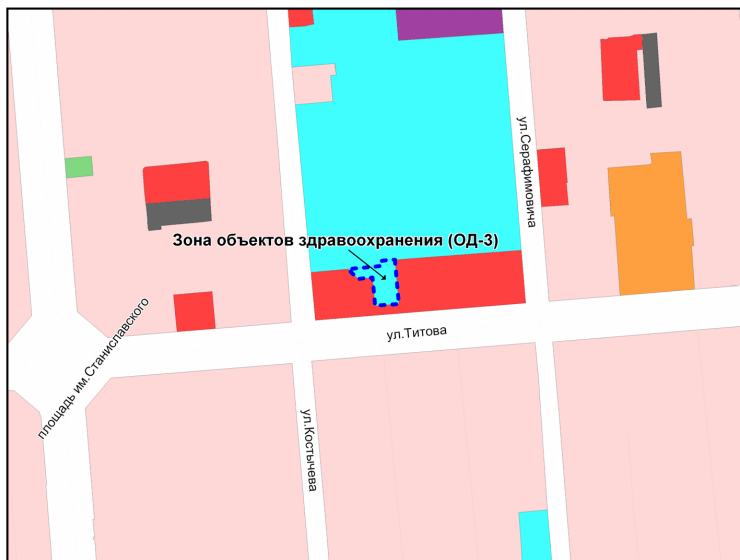 ул.Серафимовича
Зона объектов здравоохранения (ОД-3)
площадь им.Станиславского
ул.Титова
ул.Костычева